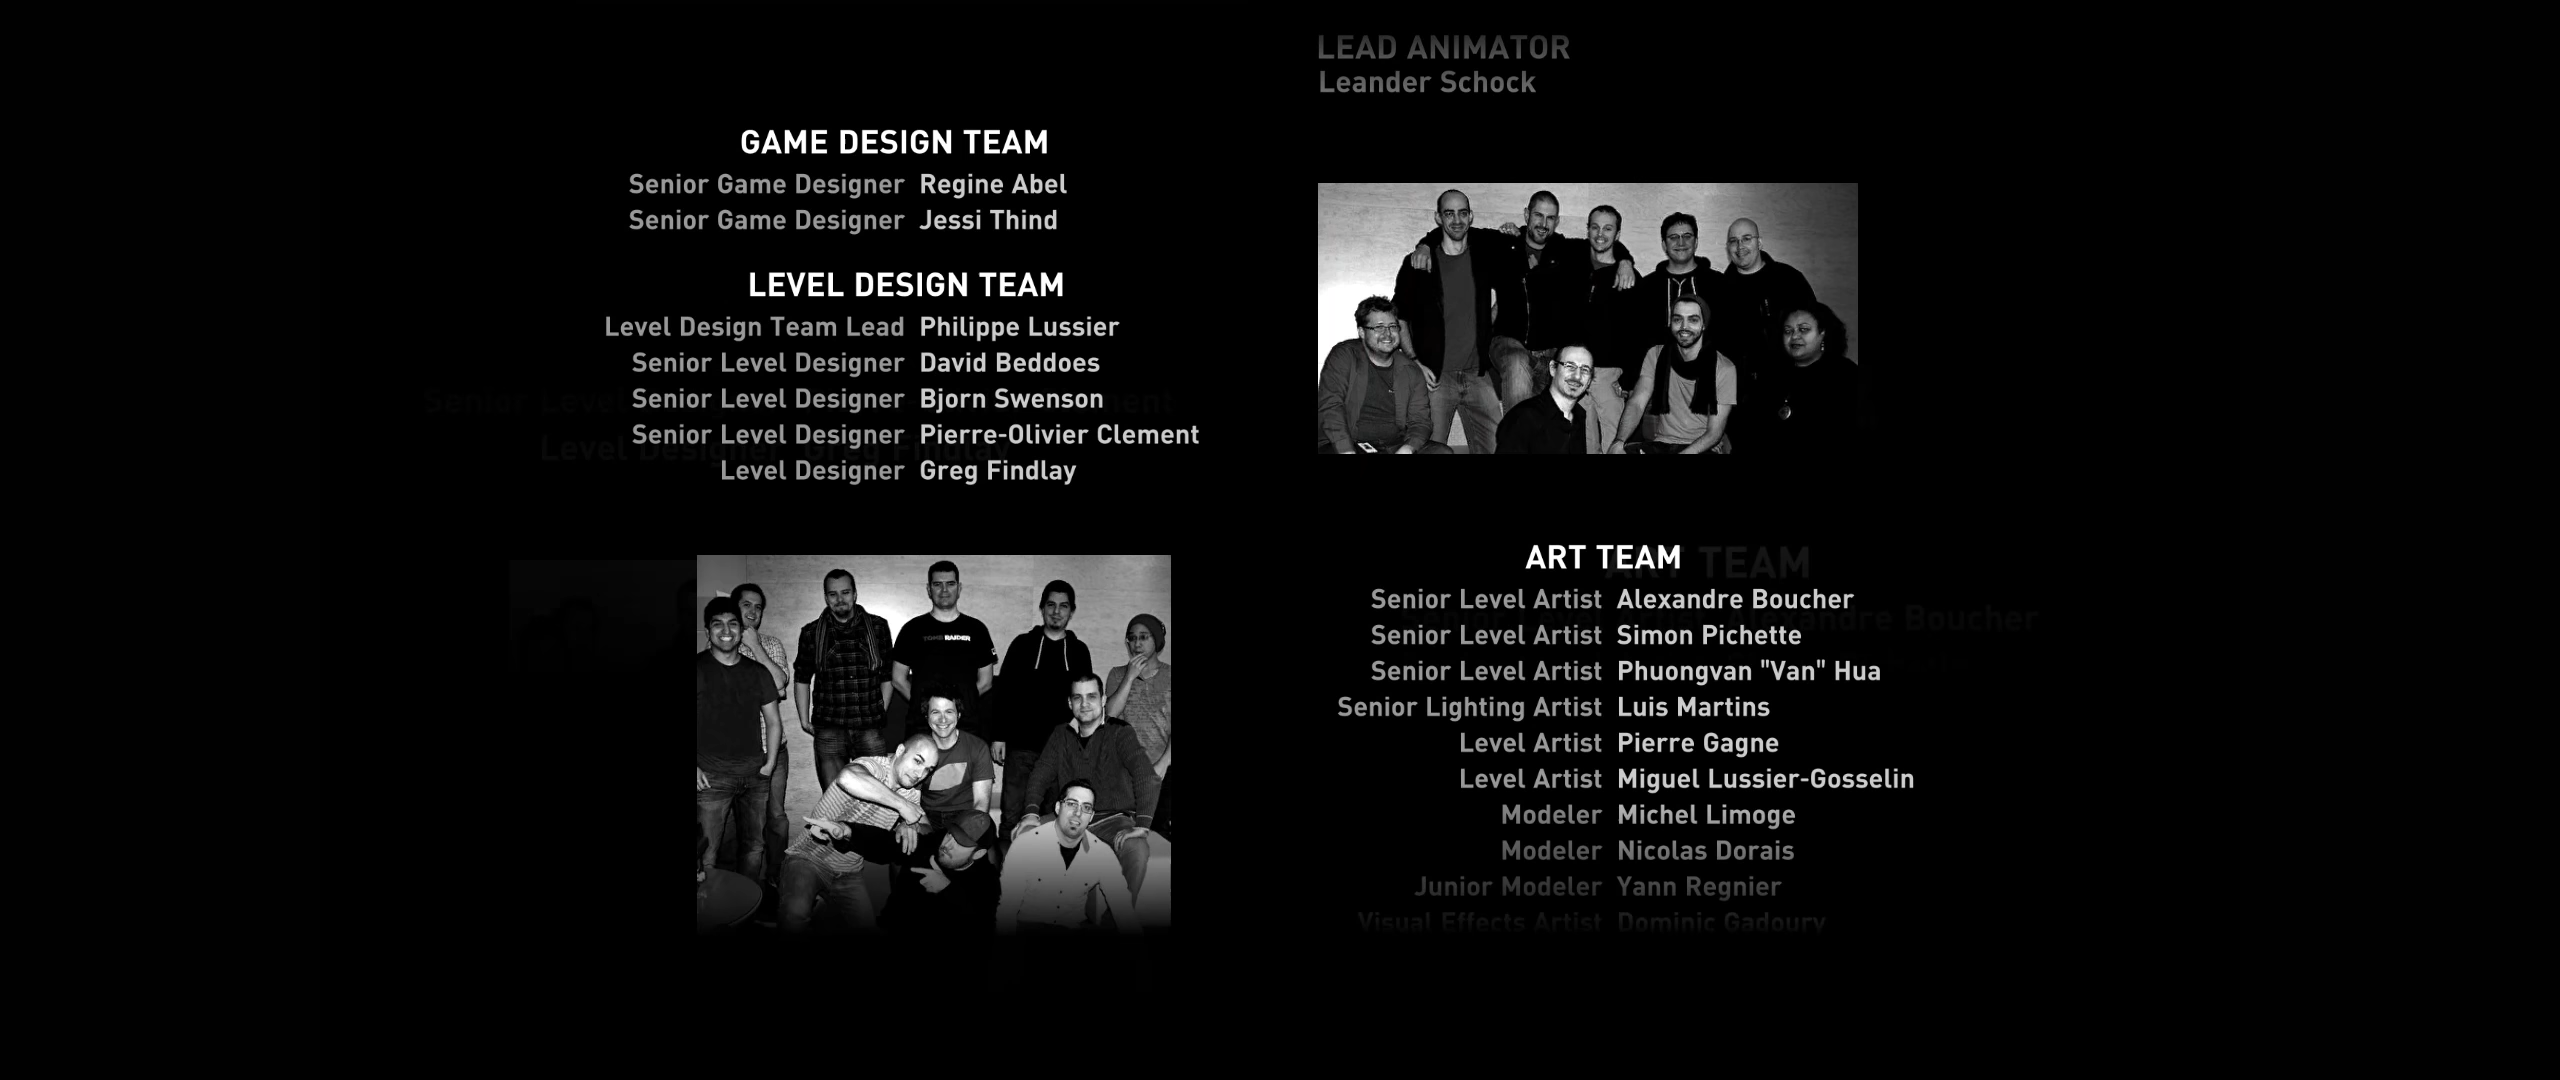 LEAD ANIMATOR
Leander Schock
GAME DESIGN TEAM
Senior Game Designer Regine Abel
Senior Game Designer Jessi Thind
LEVEL DESIGN TEAM
Level Design Team Lead Philippe Lussier
Senior Level Designer David Beddoes
Senior Level Designer Bjorn Swenson
Senior Level Designer Pierre-Olivier Clement
Level Designer Greg Findlay
TOMB RAIDER
ART TEAM
Senior Level Artist Alexandre Boucher
Senior Level Artist Simon Pichette
Senior Level Artist Phuongvan "Van" Hua
Senior Lighting Artist Luis Martins
Level Artist Pierre Gagne
Level Artist Miguel Lussier-Gosselin
Modeler Michel Limoge
Modeler Nicolas Dorais
Junior Modeler Yann Regnier
Visual Effects Artist Dominic Gadoury